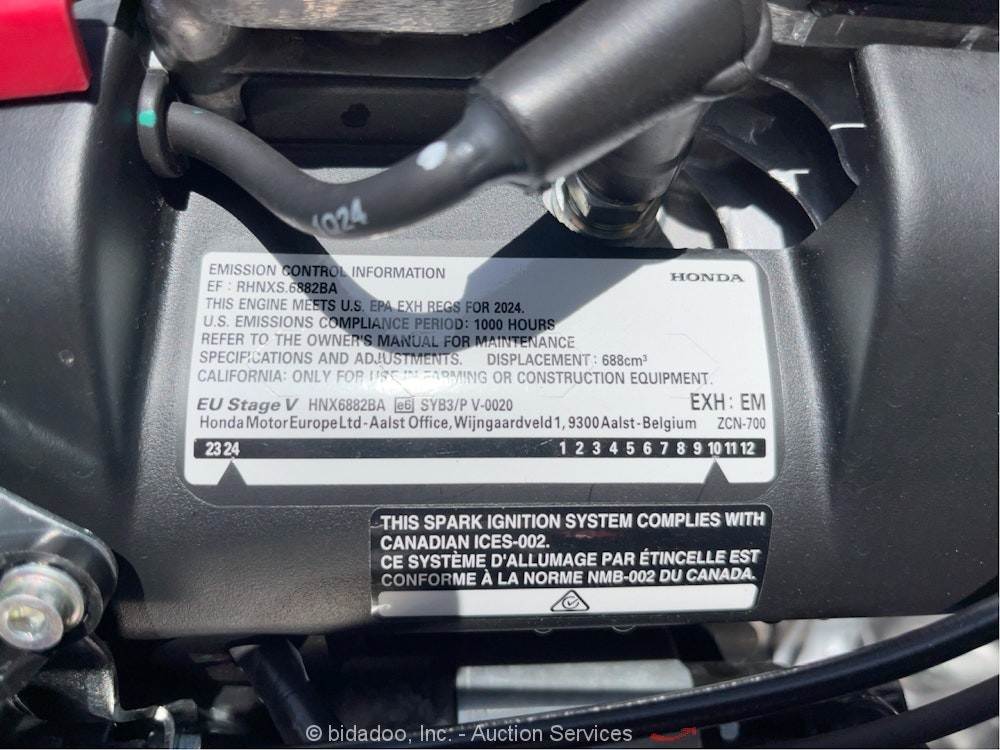 1024
EMISSION CONTROL INFORMATION
HONDA
EF : RHNXS.6882BA
THIS ENGINE MEETS U.S. EPA EXH REGS FOR 2024.
U.S. EMISSIONS COMPLIANCE PERIOD: 1000 HOURS
REFER TO THE OWNER'S MANUAL FOR MAINTENANCE
SPECIFICATIONS AND ADJUSTMENTS. DISPLACEMENT : 688cm³
CALIFORNIA: ONLY FOR USE IN FARMING OR CONSTRUCTION EQUIPMENT.
EU Stage V HNX6882BA e6 SYB3/P V-0020 EXH : EM
Honda Motor Europe Ltd - Aalst Office, Wijngaardveld 1, 9300 Aalst - Belgium ZCN-700
23 24 1 2 3 4 5 6 7 8 9 10 11 12
THIS SPARK IGNITION SYSTEM COMPLIES WITH
CANADIAN ICES-002.
CE SYSTÈME D'ALLUMAGE PAR ÉTINCELLE EST
CONFORME À LA NORME NMB-002 DU CANADA.
© bidadoo, Inc. - Auction Services